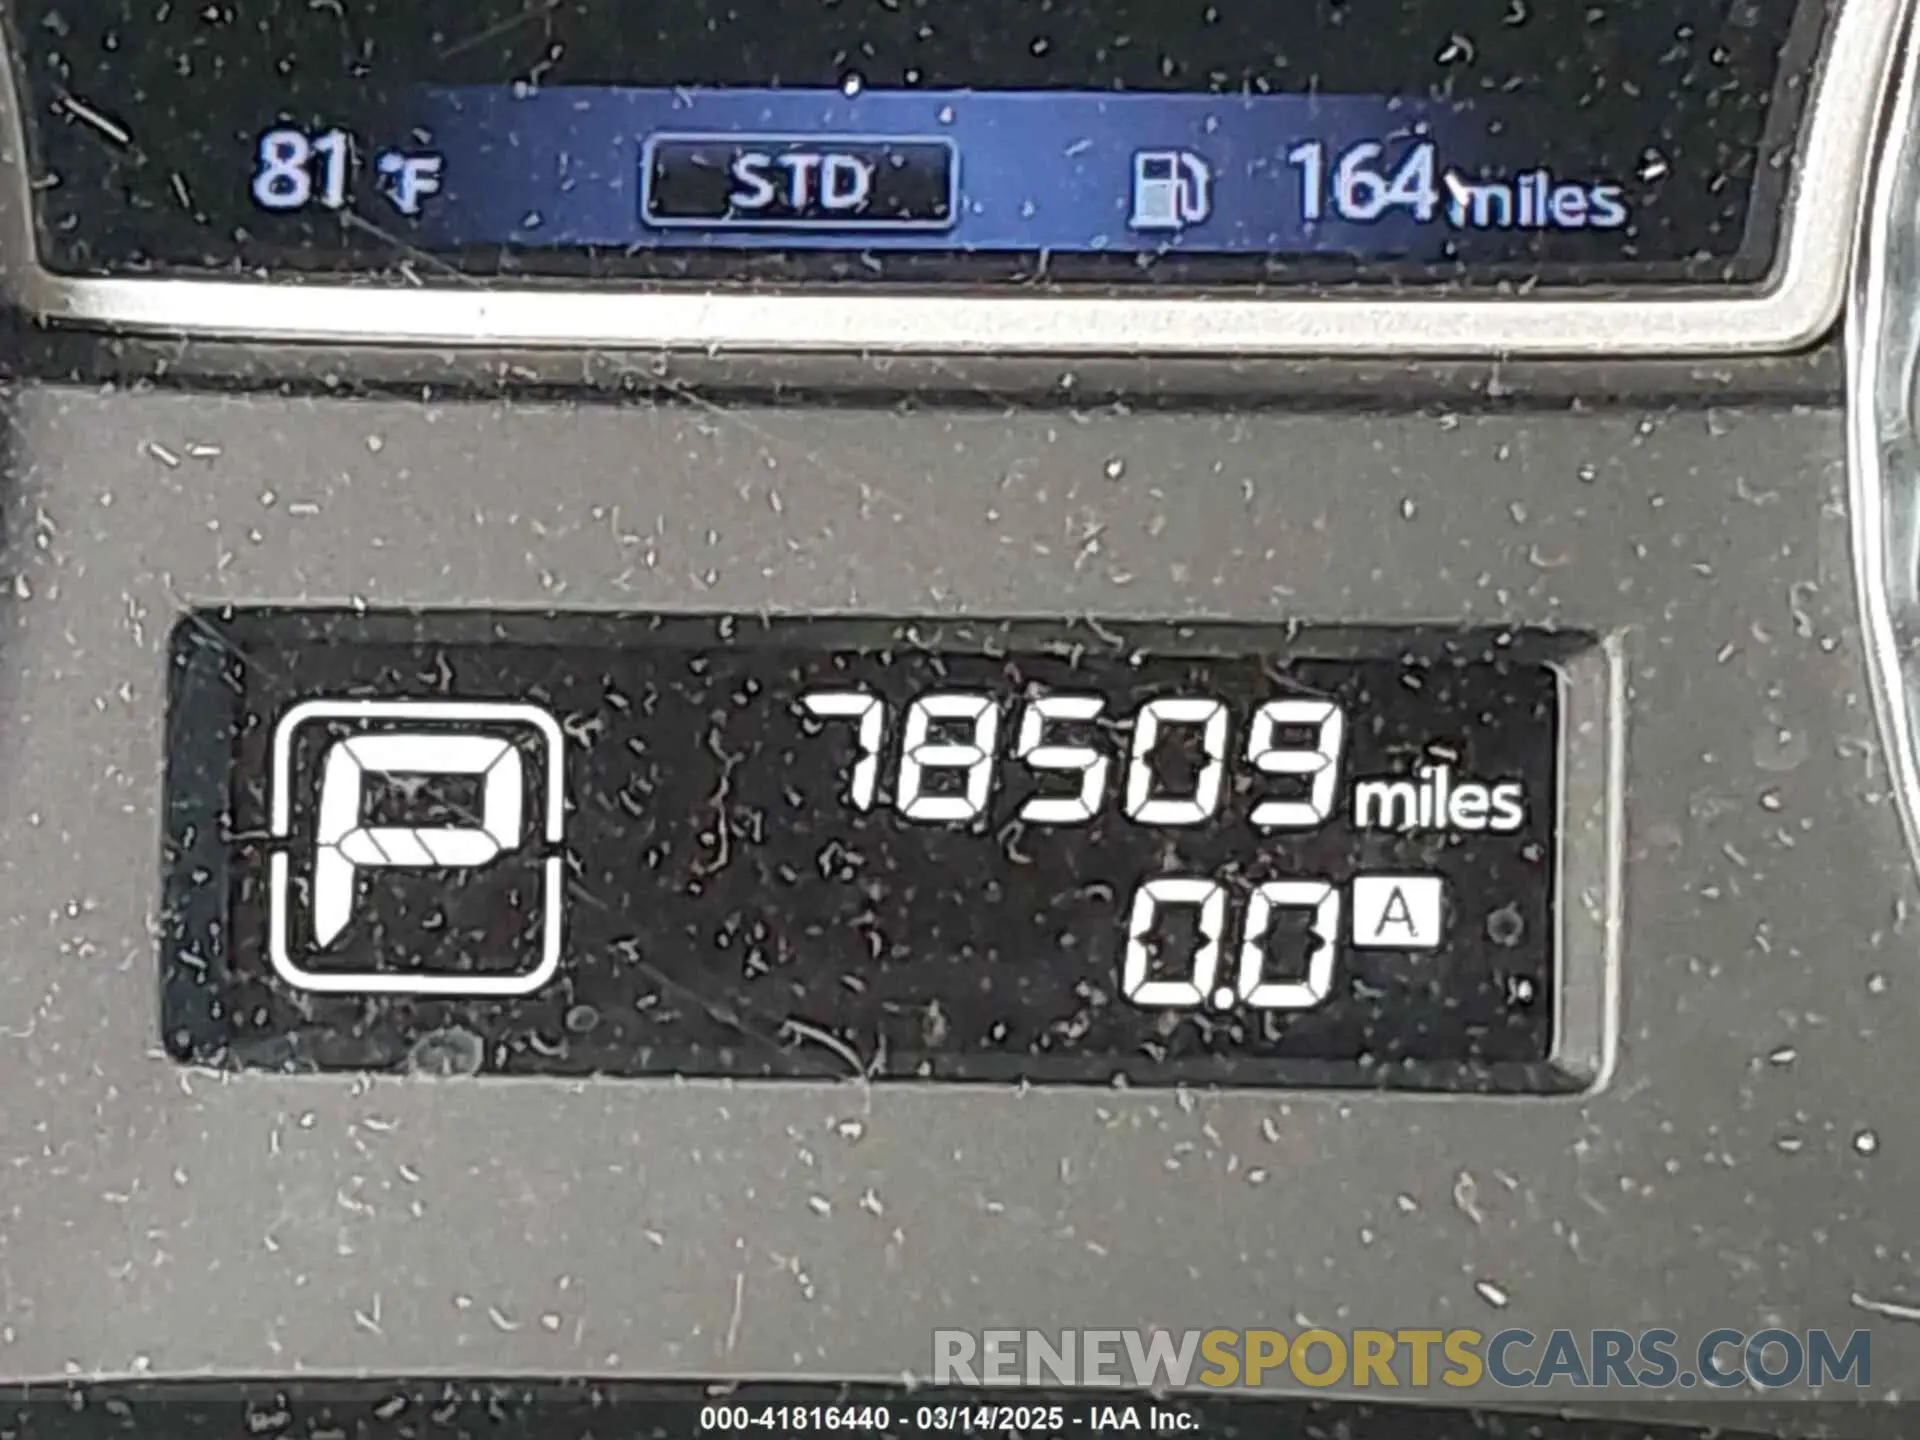 81 °F STD 164 miles
P 78509 miles
0.0 A
RENEWSPORTSCARS.COM
000-41816440 - 03/14/2025 - IAA Inc.